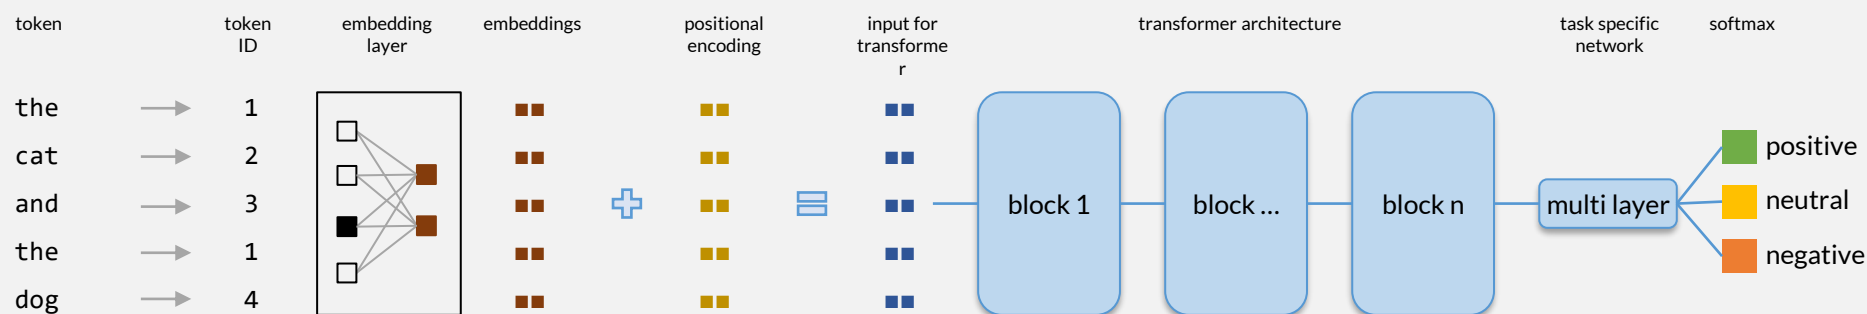 token
token
ID
embedding
layer
embeddings
positional
encoding
input for
transforme
r
transformer architecture
task specific
network
softmax
the
1
cat
2
and
3
the
1
dog
4
block 1
block ...
block n
multi layer
positive
neutral
negative